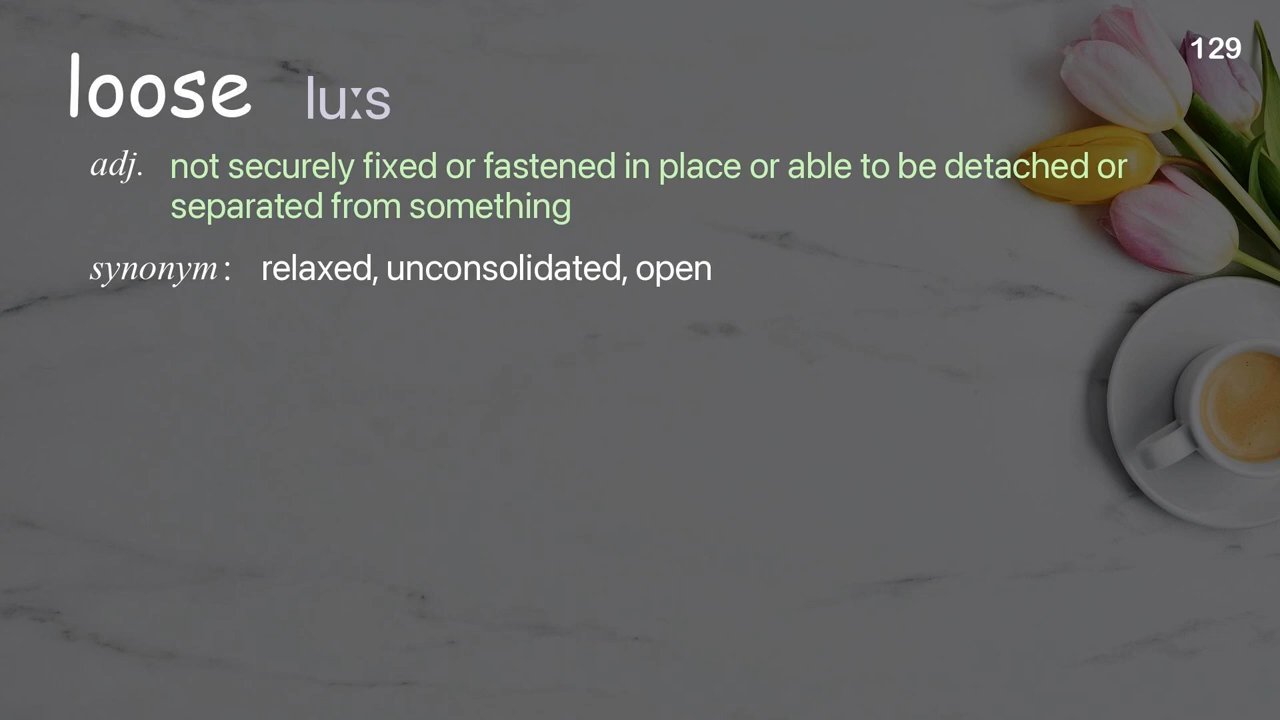 129
loose luːs
adj. not securely fixed or fastened in place or able to be detached or
separated from something
synonym: relaxed, unconsolidated, open